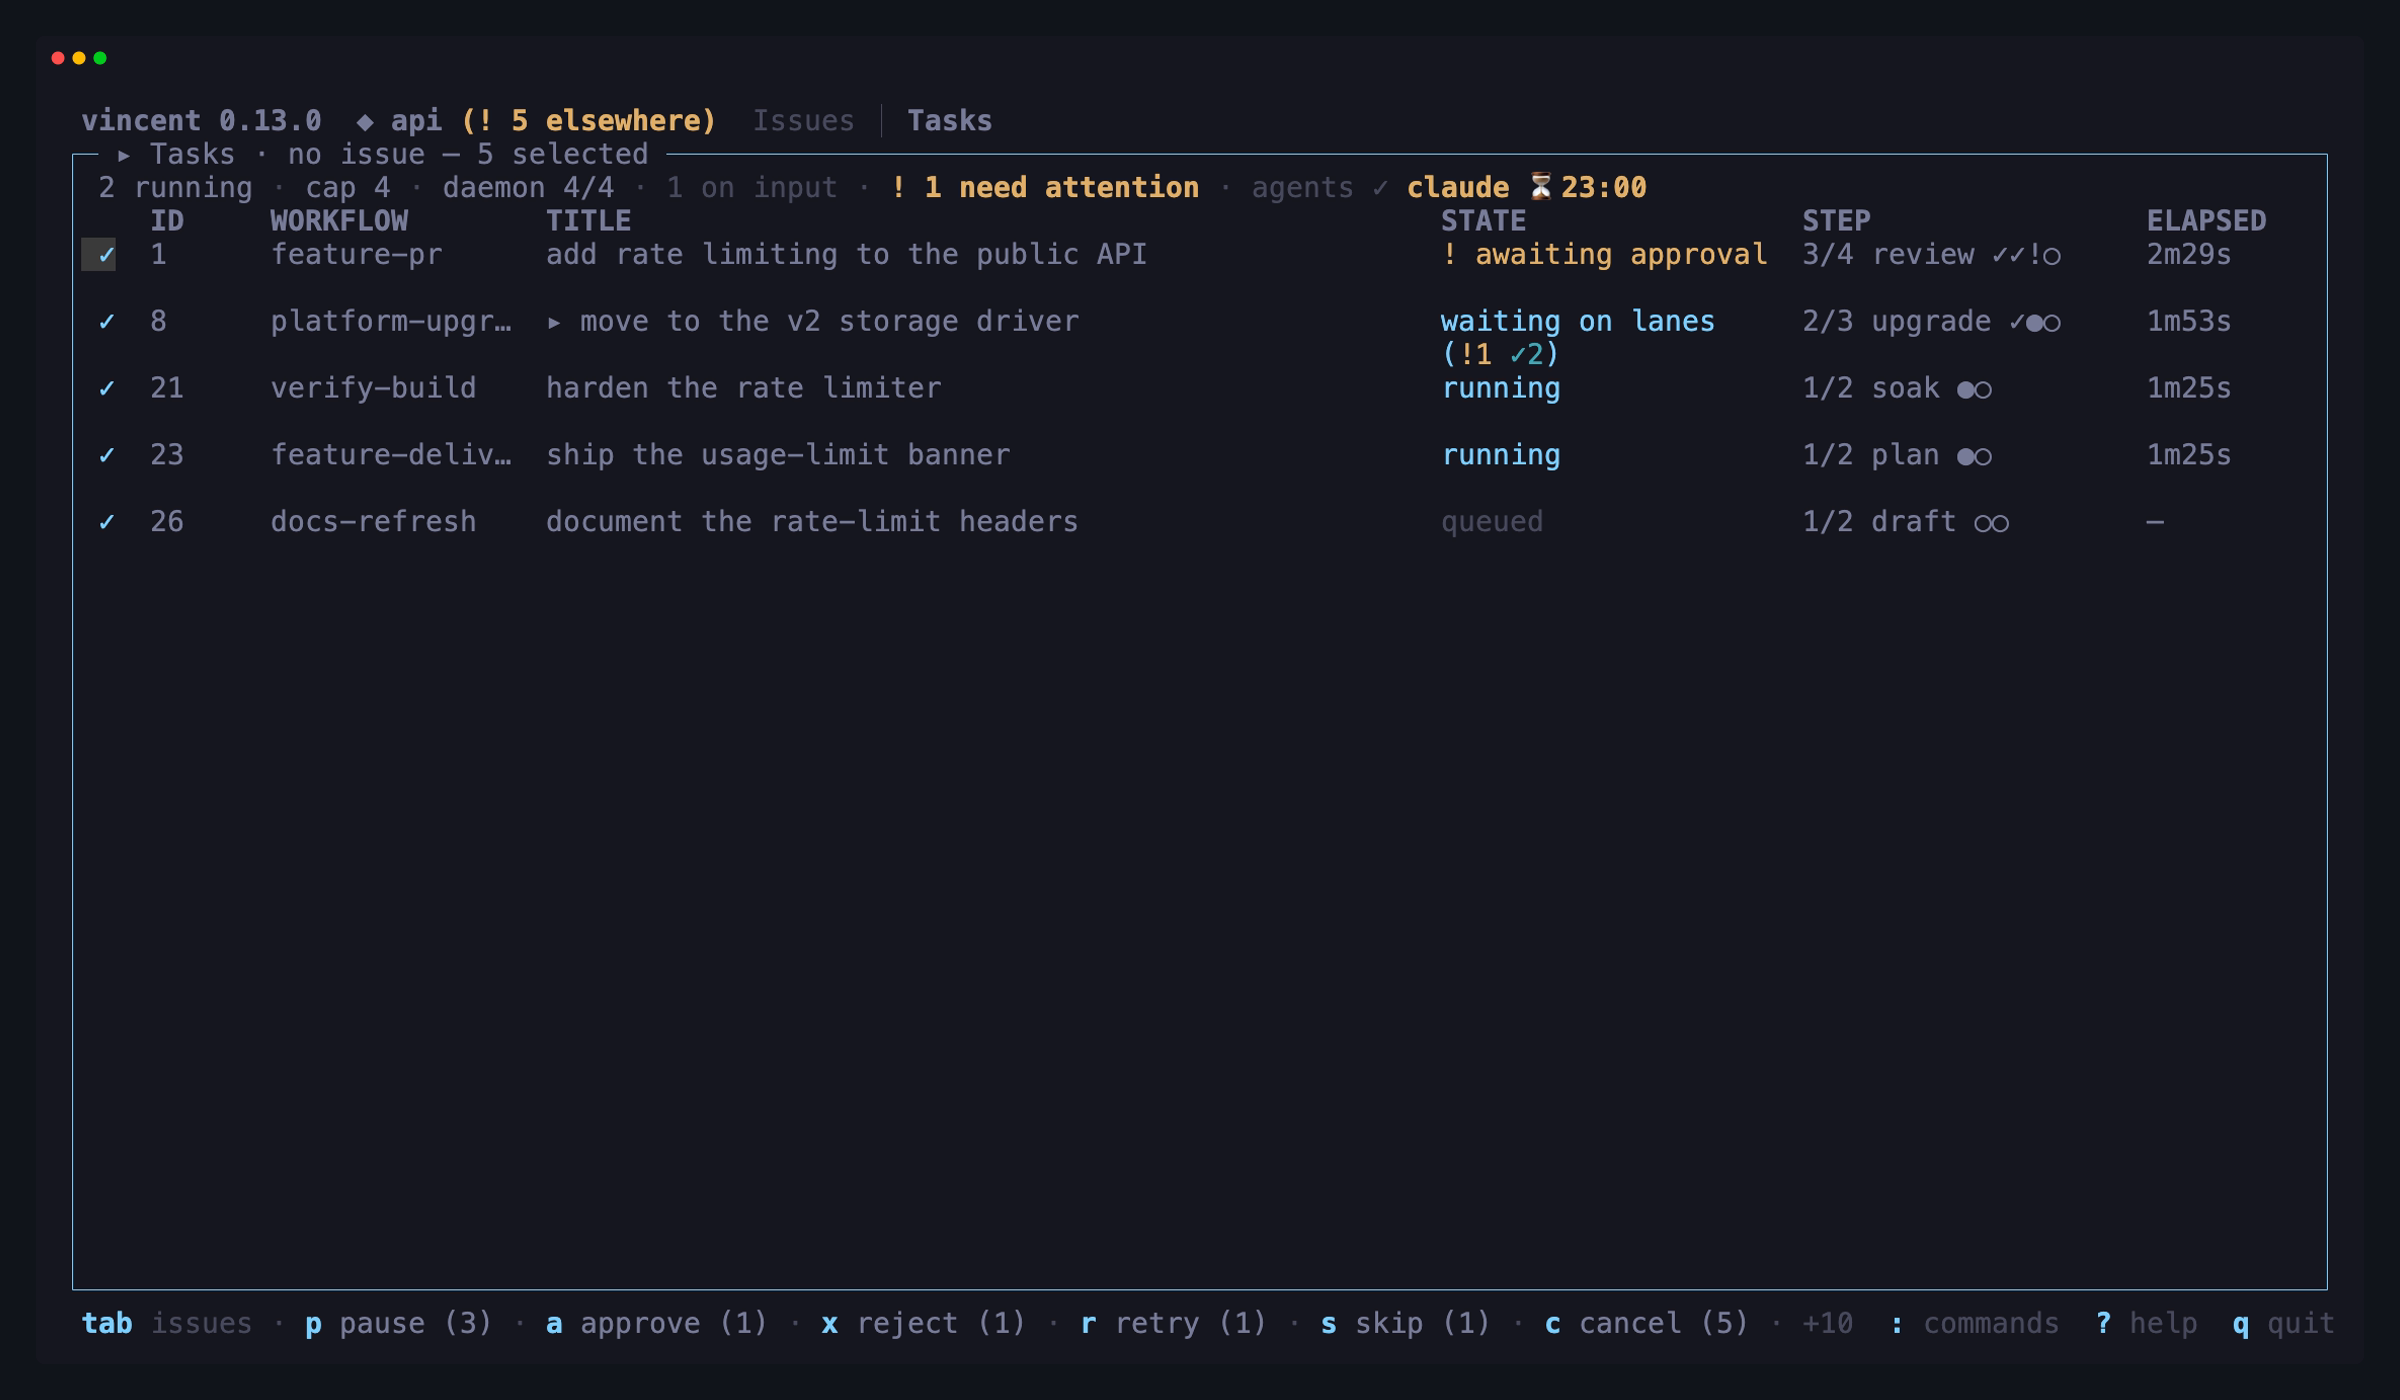 vincent 0.13.0 ◆ api (! 5 elsewhere) Issues │ Tasks
▸ Tasks · no issue — 5 selected
2 running · cap 4 · daemon 4/4 · 1 on input · ! 1 need attention · agents ✓ claude ⏳23:00
ID WORKFLOW TITLE STATE STEP ELAPSED
✓ 1 feature-pr add rate limiting to the public API ! awaiting approval 3/4 review ✓✓!○ 2m29s
✓ 8 platform-upgr… ▸ move to the v2 storage driver waiting on lanes 2/3 upgrade ✓●○ 1m53s
(!1 ✓2)
✓ 21 verify-build harden the rate limiter running 1/2 soak ●○ 1m25s
✓ 23 feature-deliv… ship the usage-limit banner running 1/2 plan ●○ 1m25s
✓ 26 docs-refresh document the rate-limit headers queued 1/2 draft ○○ —
tab issues · p pause (3) · a approve (1) · x reject (1) · r retry (1) · s skip (1) · c cancel (5) · +10 : commands ? help q quit